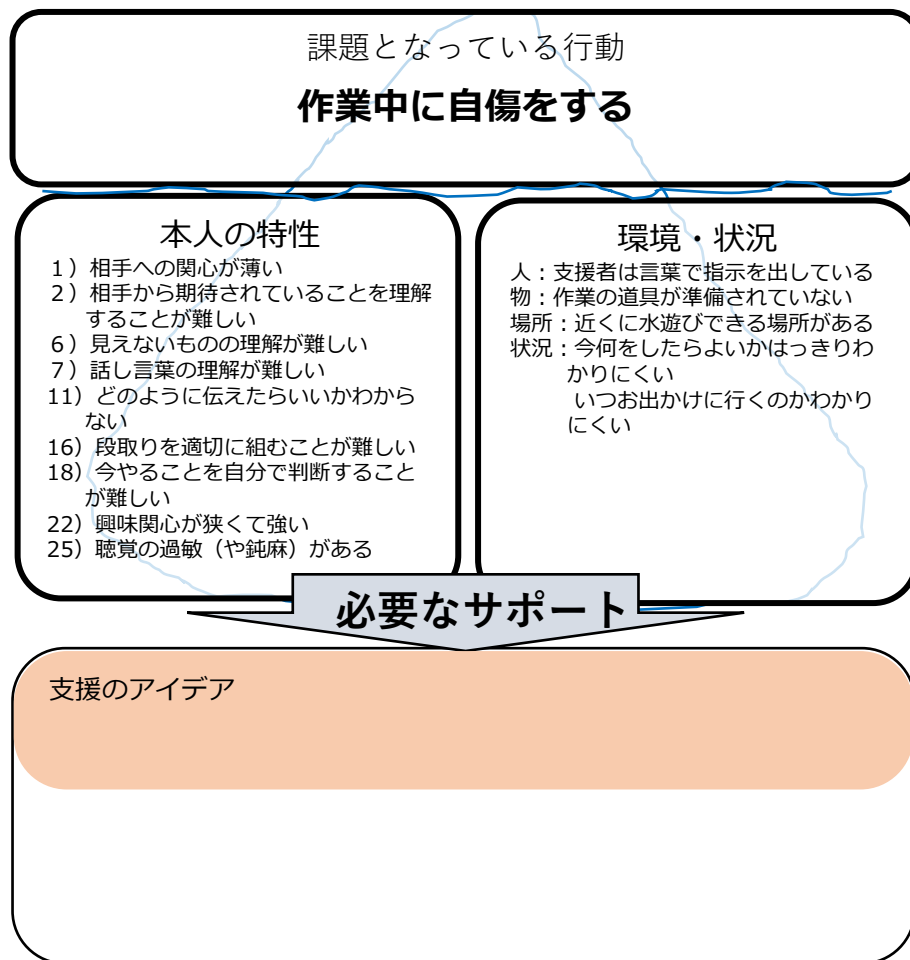 課題となっている行動
作業中に自傷をする
本人の特性
1）相手への関心が薄い
2）相手から期待されていることを理解
することが難しい
6）見えないものの理解が難しい
7）話し言葉の理解が難しい
11）どのように伝えたらいいかわから
ない
16）段取りを適切に組むことが難しい
18）今やることを自分で判断すること
が難しい
22）興味関心が狭くて強い
25）聴覚の過敏（や鈍麻）がある
環境・状況
人：支援者は言葉で指示を出している
物：作業の道具が準備されていない
場所：近くに水遊びできる場所がある
状況：今何をしたらよいかはっきりわ
かりにくい
いつお出かけに行くのかわかり
にくい
必要なサポート
支援のアイデア